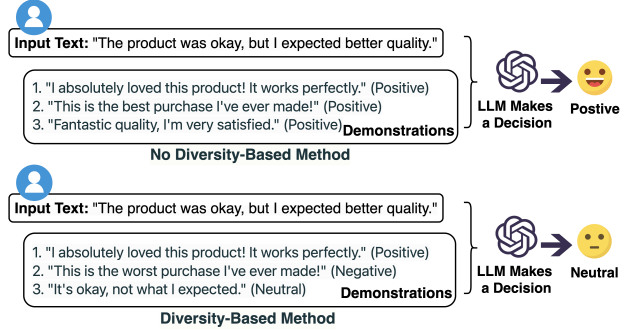 Input Text: "The product was okay, but I expected better quality."
1. "I absolutely loved this product! It works perfectly." (Positive)
2. "This is the best purchase I've ever made!" (Positive)
3. "Fantastic quality, I'm very satisfied." (Positive)
Demonstrations
LLM Makes
a Decision
Postive
No Diversity-Based Method
Input Text: "The product was okay, but I expected better quality."
1. "I absolutely loved this product! It works perfectly." (Positive)
2. "This is the worst purchase I've ever made!" (Negative)
3. "It's okay, not what I expected." (Neutral)
Demonstrations
LLM Makes
a Decision
Neutral
Diversity-Based Method